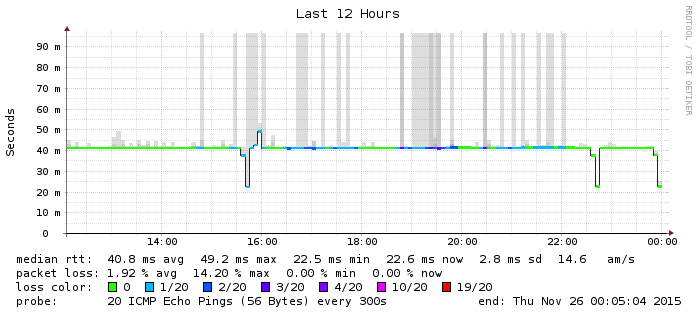 Last 12 Hours
RRDTOOL / TOBI OETIKER
Seconds
90 m
80 m
70 m
60 m
50 m
40 m
30 m
20 m
10 m
0
14:00 16:00 18:00 20:00 22:00 00:00
median rtt: 40.8 ms avg 49.2 ms max 22.5 ms min 22.6 ms now 2.8 ms sd 14.6 am/s
packet loss: 1.92 % avg 14.20 % max 0.00 % min 0.00 % now
loss color: 0 1/20 2/20 3/20 4/20 10/20 19/20
probe: 20 ICMP Echo Pings (56 Bytes) every 300s end: Thu Nov 26 00:05:04 2015